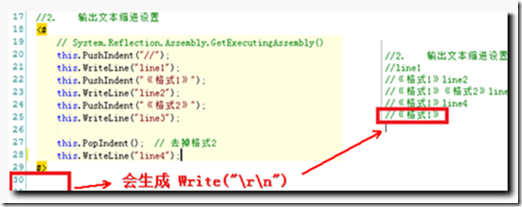 17 //2. 输出文本缩进设置
18 <#
19 // System.Reflection.Assembly.GetExecutingAssembly()
20 this.PushIndent("//");
21 this.WriteLine("line1");
22 this.PushIndent("《格式1》");
23 this.WriteLine("line2");
24 this.PushIndent("《格式2》");
25 this.WriteLine("line3");
26
27 this.PopIndent(); // 去掉格式2
28 this.WriteLine("line4");
29 #>
30
会生成 Write("\r\n")
//2. 输出文本缩进设置
//line1
//《格式1》line2
//《格式1》《格式2》line
//《格式1》line4
//《格式1》